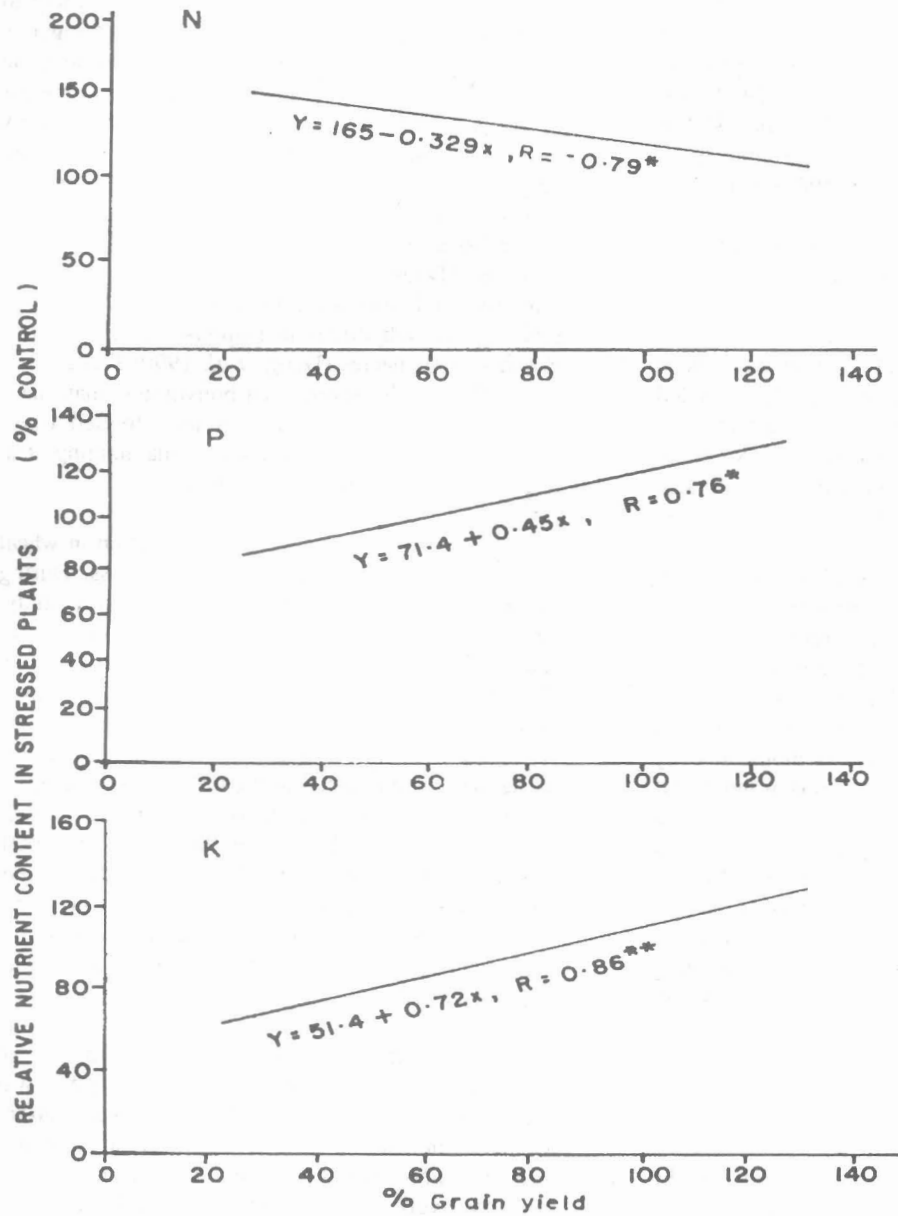 200
N
150
Y = 165-0.329x , R = -0.79*
100
50
0
0 20 40 60 80 100 120 140
RELATIVE NUTRIENT CONTENT IN STRESSED PLANTS ( % CONTROL )
140
P
120
100
Y = 71.4 + 0.45x , R = 0.76*
80
60
40
20
0
0 20 40 60 80 100 120 140
160
K
120
80
Y = 51.4 + 0.72x , R = 0.86**
40
0
0 20 40 60 80 100 120 140
% Grain yield